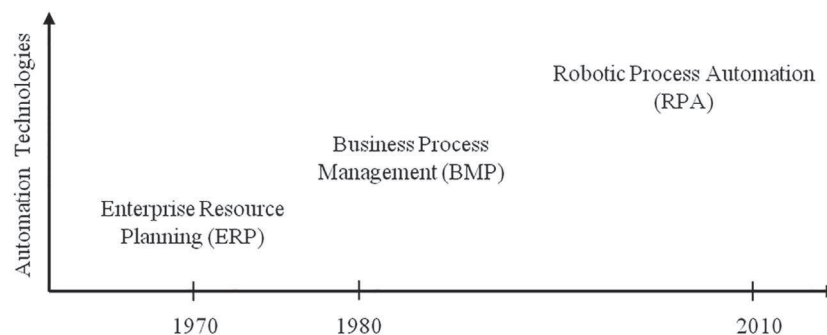 Automation Technologies
Robotic Process Automation
(RPA)
Business Process
Management (BMP)
Enterprise Resource
Planning (ERP)
1970
1980
2010